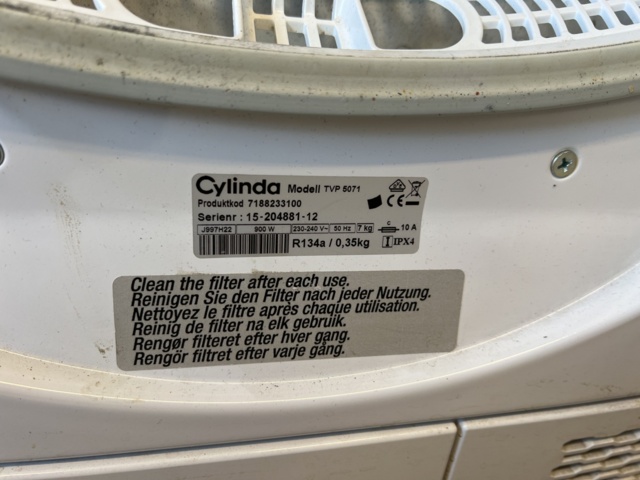 Cylinda Modell TVP 5071
Produktkod 7188233100
Serienr : 15-204881-12
J997H22 900 W 230-240 V~ 50 Hz 7 kg c 10 A
R134a / 0,35kg IPX4
Clean the filter after each use.
Reinigen Sie den Filter nach jeder Nutzung.
Nettoyez le filtre après chaque utilisation.
Reinig de filter na elk gebruik.
Rengør filteret efter hver gang.
Rengör filtret efter varje gång.